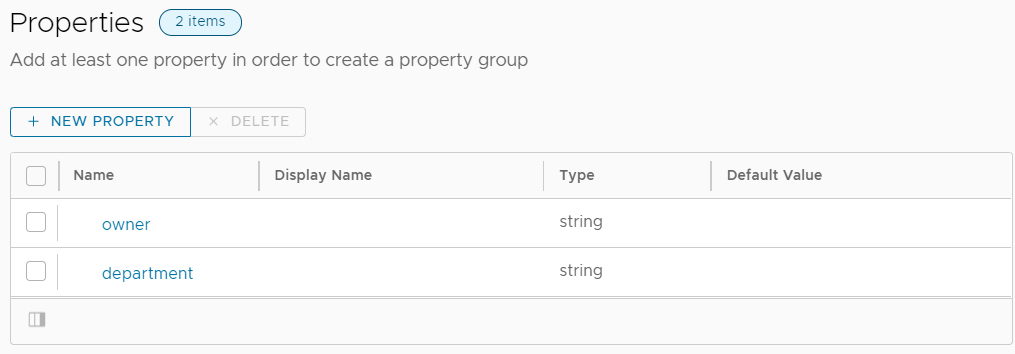 Properties 2 items
Add at least one property in order to create a property group
+ NEW PROPERTY × DELETE
Name Display Name Type Default Value
owner string
department string